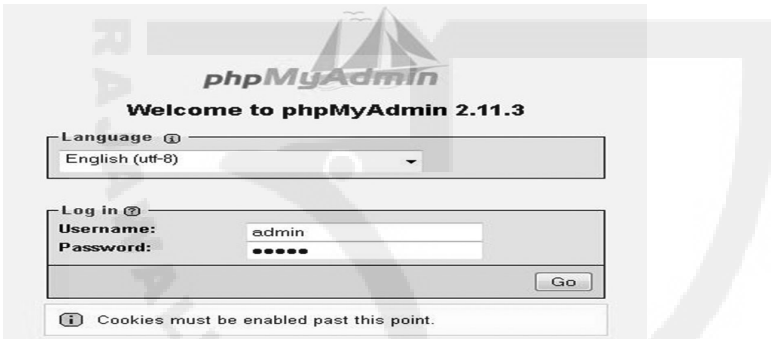 phpMyAdmin
Welcome to phpMyAdmin 2.11.3
Language
English (utf-8)
Log in
Username: admin
Password: •••••
Go
Cookies must be enabled past this point.